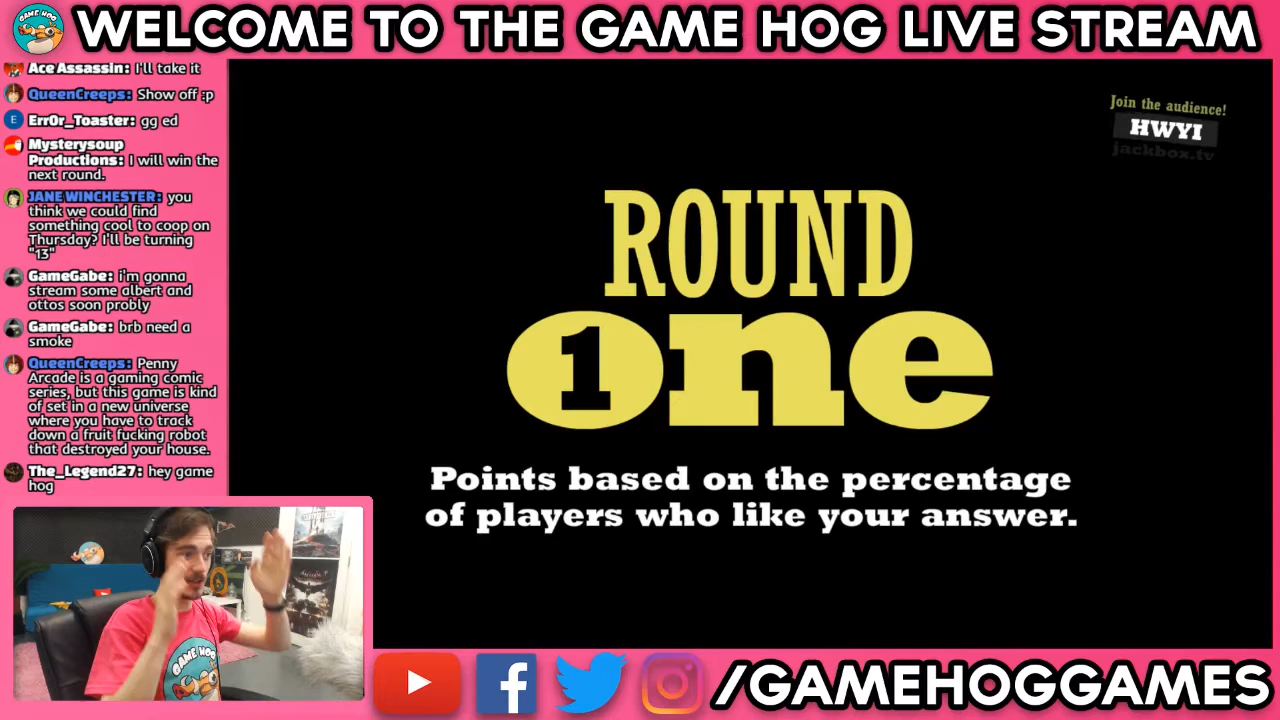 WELCOME TO THE GAME HOG LIVE STREAM
Ace Assassin: I'll take it
QueenCreeps: Show off :p
E
Err0r_Toaster: gg ed
Mysterysoup
Productions: I will win the
next round.
JANE WINCHESTER: you
think we could find
something cool to coop on
Thursday? I'll be turning
"13"
GameGabe: i'm gonna
stream some albert and
ottos soon probly
GameGabe: brb need a
smoke
QueenCreeps: Penny
Arcade is a gaming comic
series, but this game is kind
of set in a new universe
where you have to track
down a fruit fucking robot
that destroyed your house.
The_Legend27: hey game
hog
Join the audience!
HWYI
jackbox.tv
ROUND
1ne
Points based on the percentage
of players who like your answer.
GAME HOG
/GAMEHOGGAMES